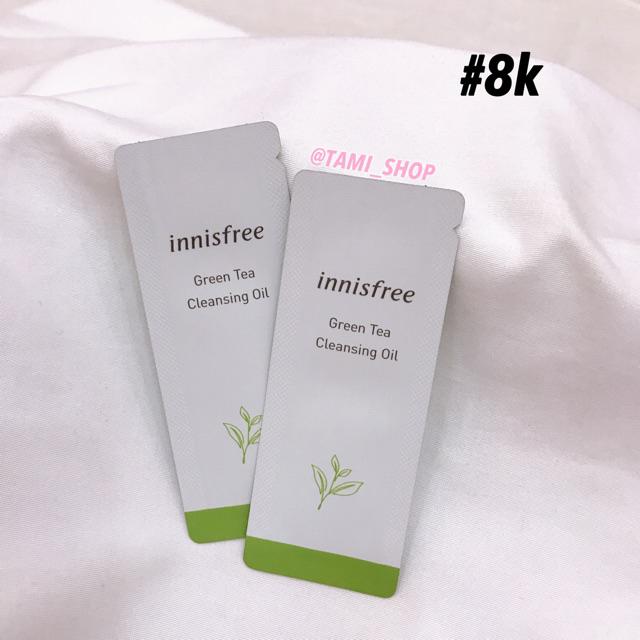 #8k
@TAMI_SHOP
innisfree
Green Tea
Cleansing Oil
innisfree
Green Tea
Cleansing Oil